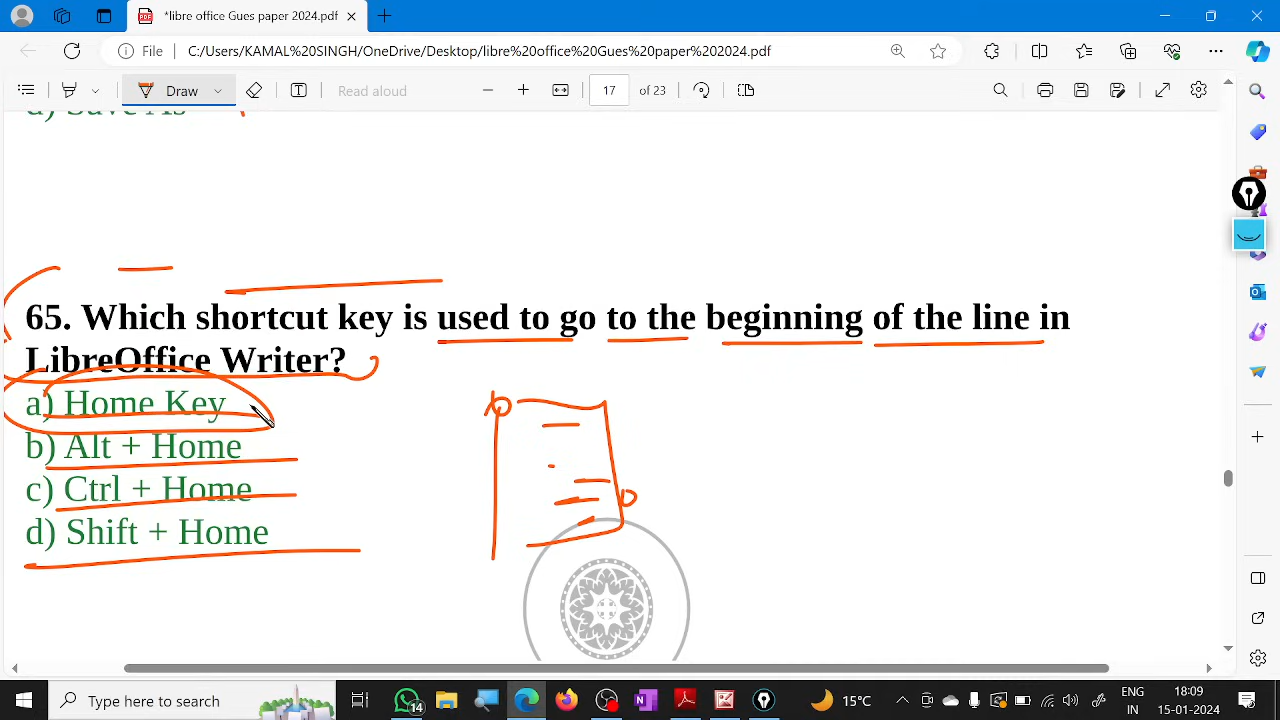 *libre office Gues paper 2024.pdf
File
C:/Users/KAMAL%20SINGH/OneDrive/Desktop/libre%20office%20Gues%20paper%202024.pdf
Draw
Read aloud
17
of 23
d) Save As
65. Which shortcut key is used to go to the beginning of the line in
LibreOffice Writer?
a) Home Key
b) Alt + Home
c) Ctrl + Home
d) Shift + Home
Type here to search
14
15°C
ENG
IN
18:09
15-01-2024